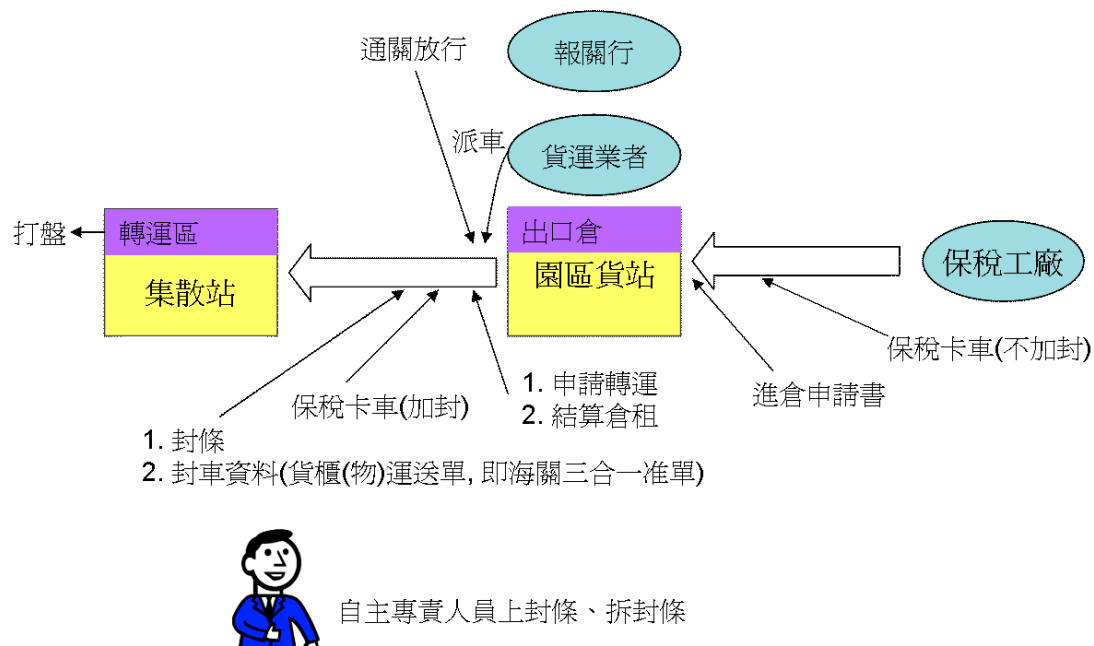 通關放行
報關行
派車
貨運業者
打盤
轉運區
集散站
出口倉
園區貨站
保稅工廠
保稅卡車(不加封)
進倉申請書
1. 申請轉運
2. 結算倉租
保稅卡車(加封)
1. 封條
2. 封車資料(貨櫃(物)運送單, 即海關三合一准單)
自主專責人員上封條、拆封條